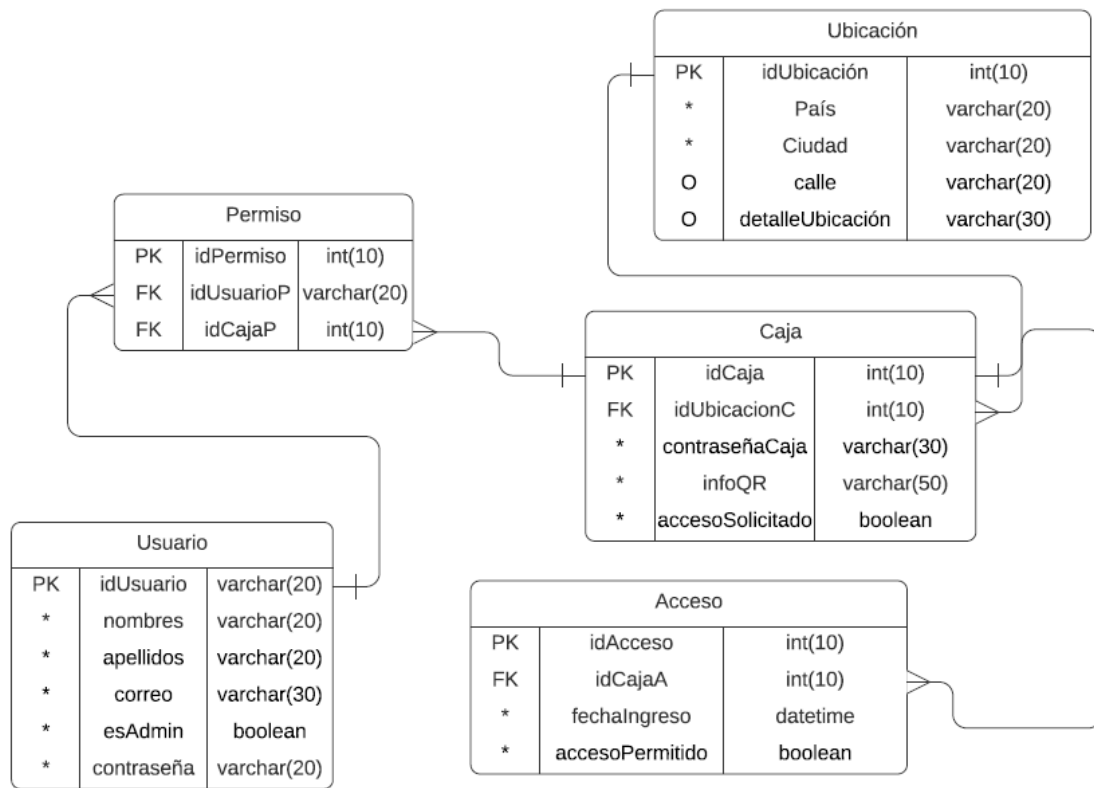 Ubicación
PK idUbicación int(10)
* País varchar(20)
* Ciudad varchar(20)
O calle varchar(20)
O detalleUbicación varchar(30)
Permiso
PK idPermiso int(10)
FK idUsuarioP varchar(20)
FK idCajaP int(10)
Caja
PK idCaja int(10)
FK idUbicacionC int(10)
* contraseñaCaja varchar(30)
* infoQR varchar(50)
* accesoSolicitado boolean
Usuario
PK idUsuario varchar(20)
* nombres varchar(20)
* apellidos varchar(20)
* correo varchar(30)
* esAdmin boolean
* contraseña varchar(20)
Acceso
PK idAcceso int(10)
FK idCajaA int(10)
* fechaIngreso datetime
* accesoPermitido boolean